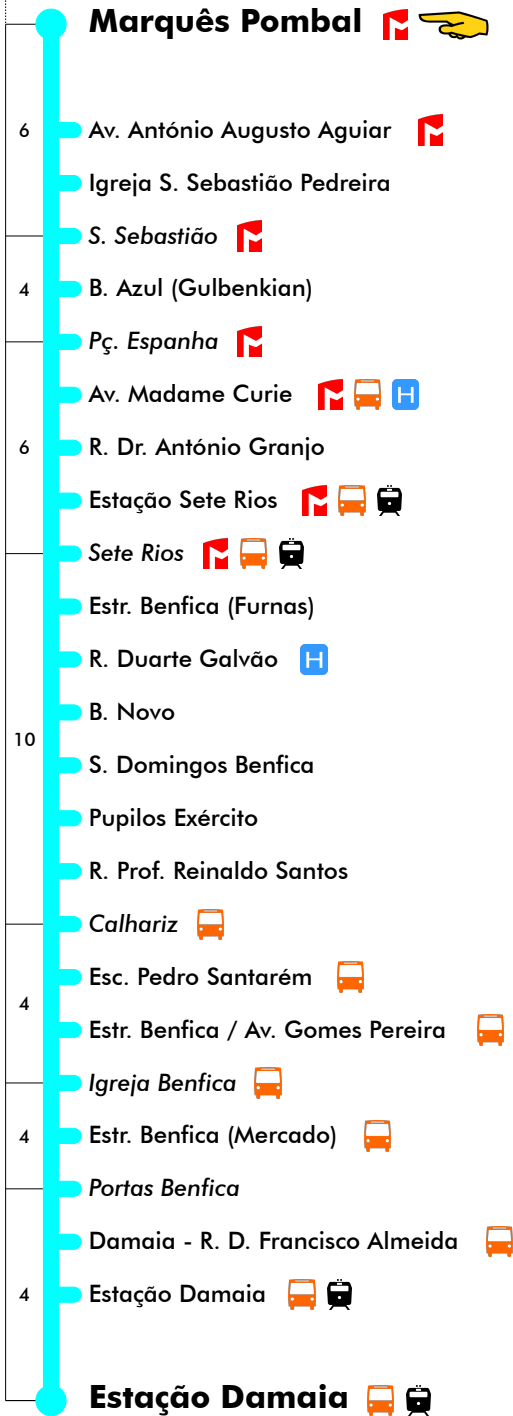 Marquês Pombal
6
Av. António Augusto Aguiar
Igreja S. Sebastião Pedreira
S. Sebastião
4
B. Azul (Gulbenkian)
Pç. Espanha
Av. Madame Curie H
6
R. Dr. António Granjo
Estação Sete Rios
Sete Rios
Estr. Benfica (Furnas)
R. Duarte Galvão H
B. Novo
10
S. Domingos Benfica
Pupilos Exército
R. Prof. Reinaldo Santos
Calhariz
Esc. Pedro Santarém
4
Estr. Benfica / Av. Gomes Pereira
Igreja Benfica
4
Estr. Benfica (Mercado)
Portas Benfica
Damaia - R. D. Francisco Almeida
4
Estação Damaia
Estação Damaia